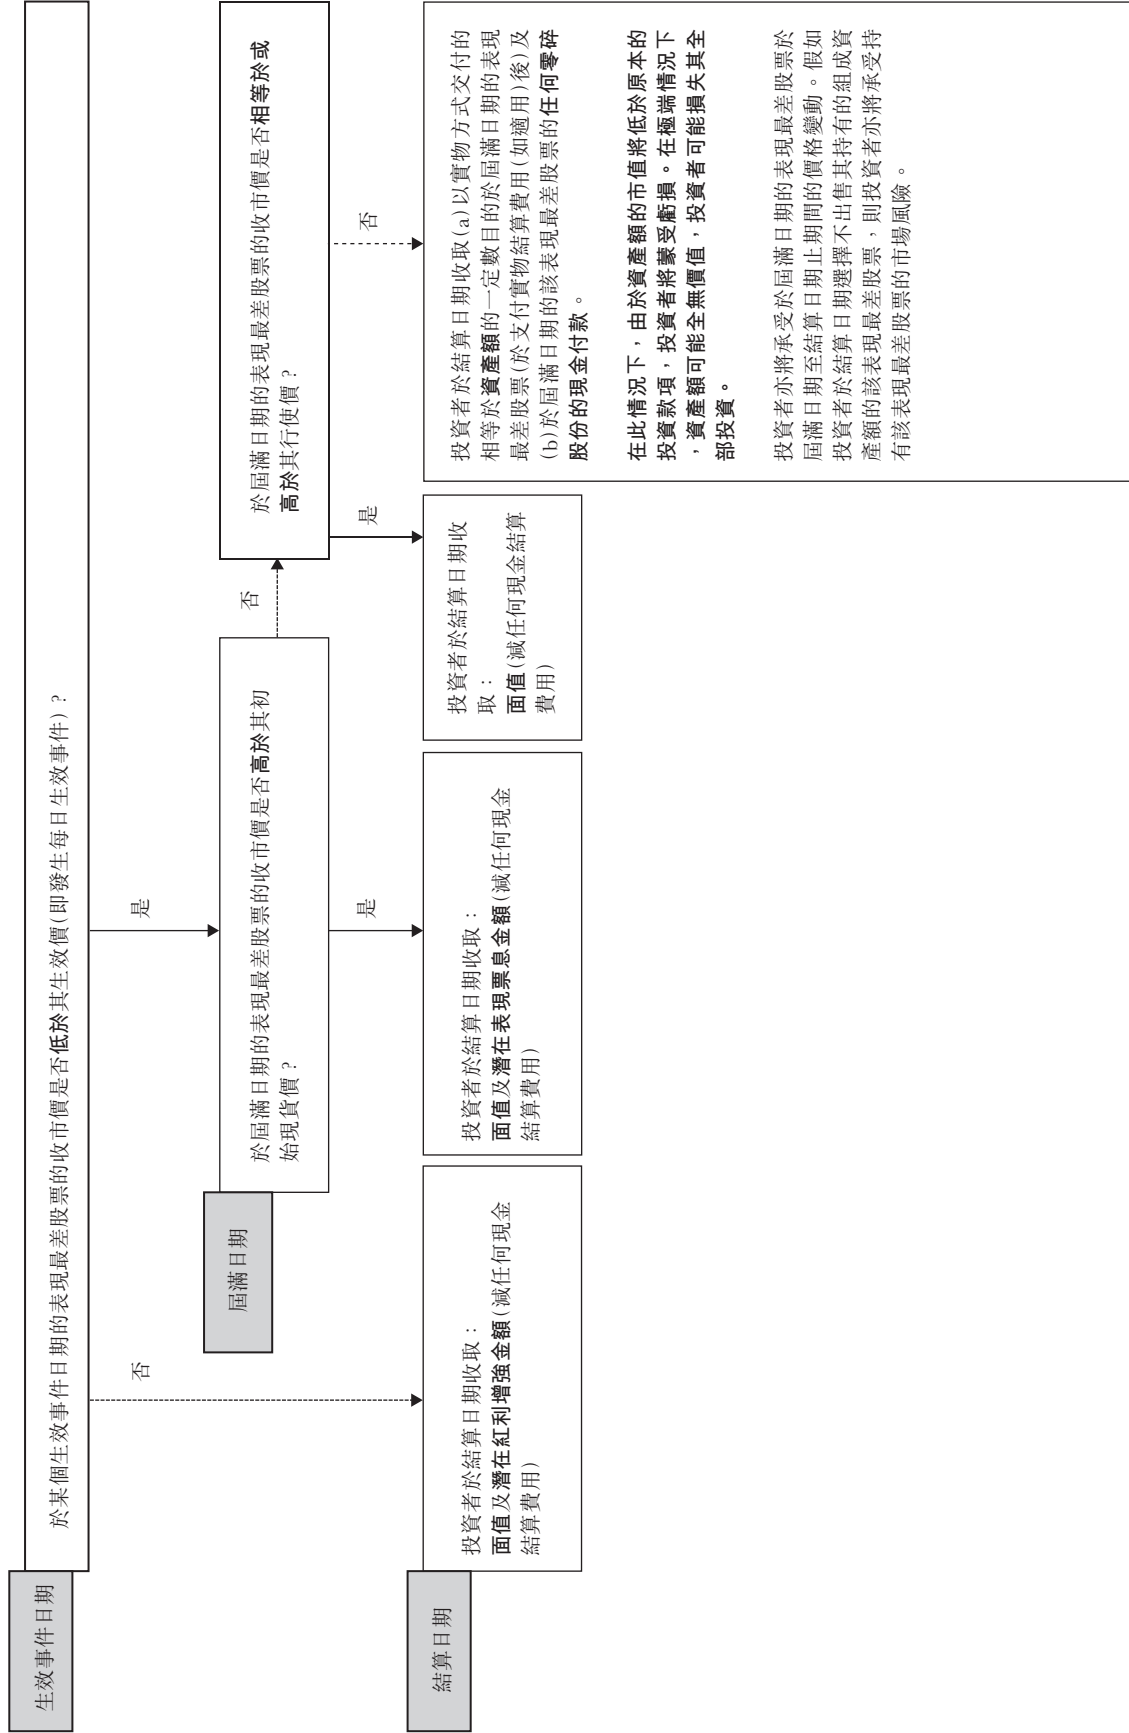 生效事件日期
於某個生效事件日期的表現最差股票的收市價是否低於其生效價(即發生每日生效事件)？
否
是
屆滿日期
於屆滿日期的表現最差股票的收市價是否高於其初
始現貨價？
否
於屆滿日期的表現最差股票的收市價是否相等於或
高於其行使價？
是
是
否
結算日期
投資者於結算日期收取：
面值及潛在紅利增強金額(減任何現金
結算費用)
投資者於結算日期收取：
面值及潛在表現票息金額(減任何現金
結算費用)
投資者於結算日期收
取：
面值(減任何現金結算
費用)
投資者於結算日期收取(a)以實物方式交付的
相等於資產額的一定數目的於屆滿日期的表現
最差股票(於支付實物結算費用(如適用)後)及
(b)於屆滿日期的該表現最差股票的任何零碎
股份的現金付款。
在此情況下，由於資產額的市值將低於原本的
投資款項，投資者將蒙受虧損。在極端情況下
，資產額可能全無價值，投資者可能損失其全
部投資。
投資者亦將承受於屆滿日期的表現最差股票於
屆滿日期至結算日期止期間的價格變動。假如
投資者於結算日期選擇不出售其持有的組成資
產額的該表現最差股票，則投資者亦將承受持
有該表現最差股票的市場風險。